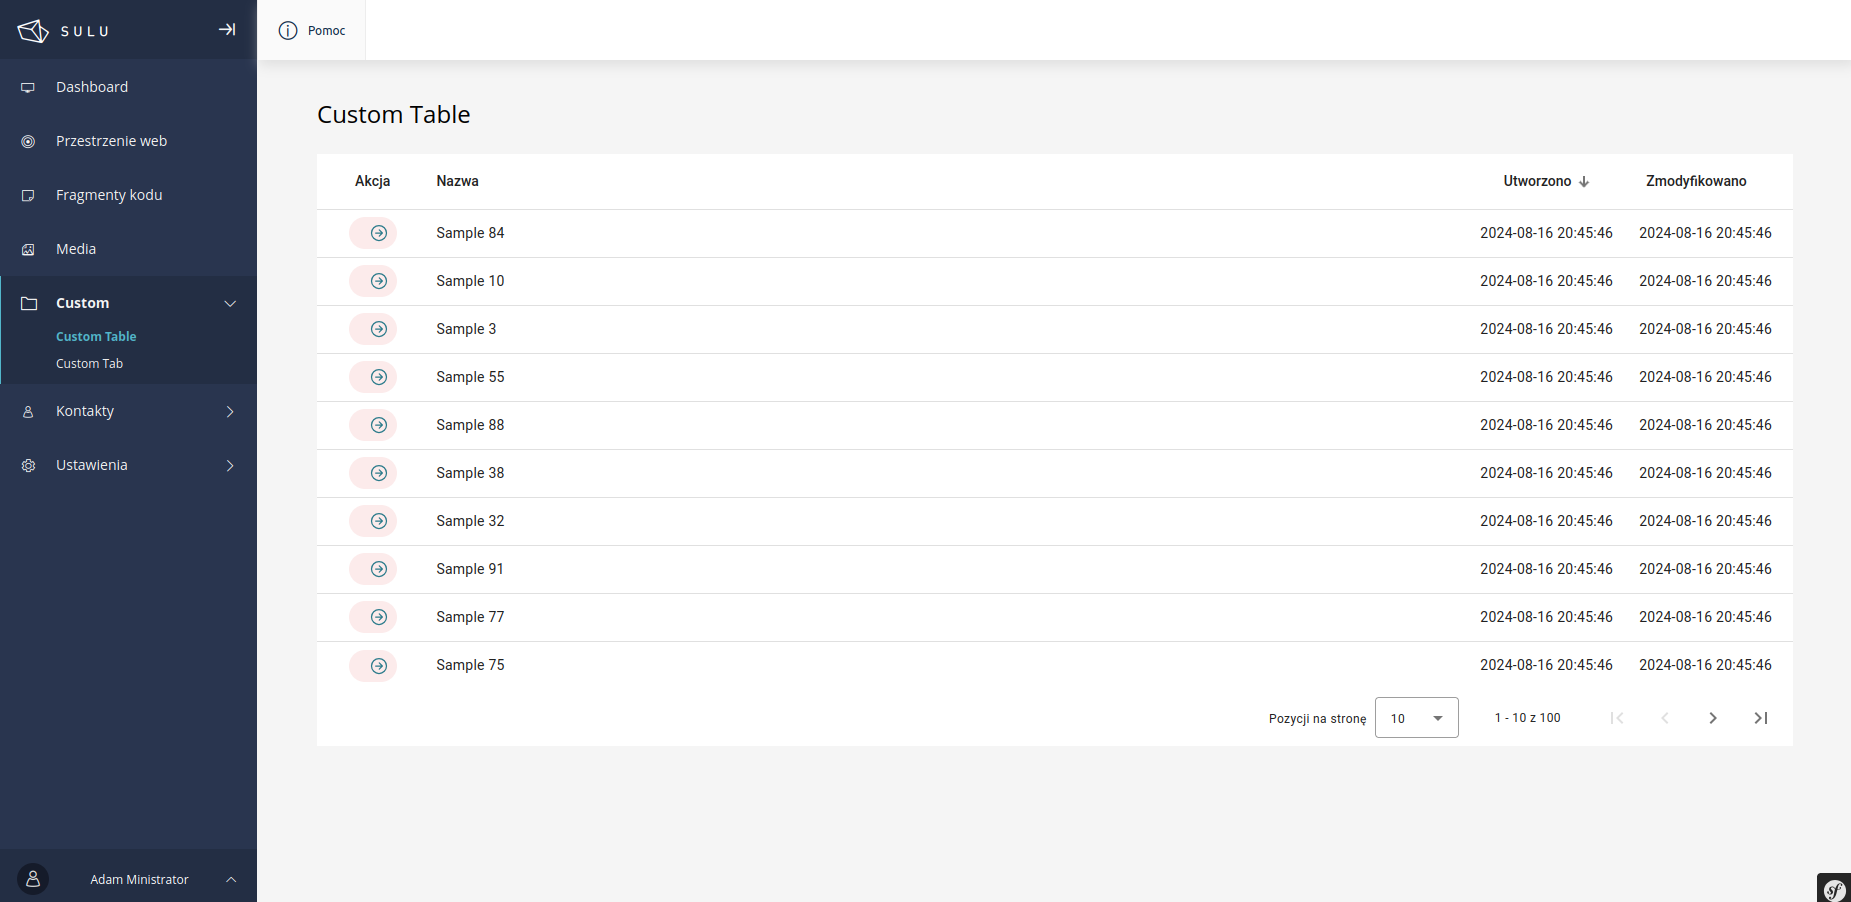 SULU
Pomoc
Dashboard
Przestrzenie web
Fragmenty kodu
Media
Custom
Custom Table
Custom Tab
Kontakty
Ustawienia
Adam Ministrator
Custom Table
Akcja Nazwa Utworzono Zmodyfikowano
Sample 84 2024-08-16 20:45:46 2024-08-16 20:45:46
Sample 10 2024-08-16 20:45:46 2024-08-16 20:45:46
Sample 3 2024-08-16 20:45:46 2024-08-16 20:45:46
Sample 55 2024-08-16 20:45:46 2024-08-16 20:45:46
Sample 88 2024-08-16 20:45:46 2024-08-16 20:45:46
Sample 38 2024-08-16 20:45:46 2024-08-16 20:45:46
Sample 32 2024-08-16 20:45:46 2024-08-16 20:45:46
Sample 91 2024-08-16 20:45:46 2024-08-16 20:45:46
Sample 77 2024-08-16 20:45:46 2024-08-16 20:45:46
Sample 75 2024-08-16 20:45:46 2024-08-16 20:45:46
Pozycji na stronę 10 1 - 10 z 100
sf